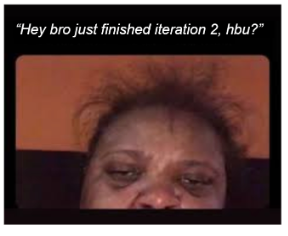 “Hey bro just finished iteration 2, hbu?”